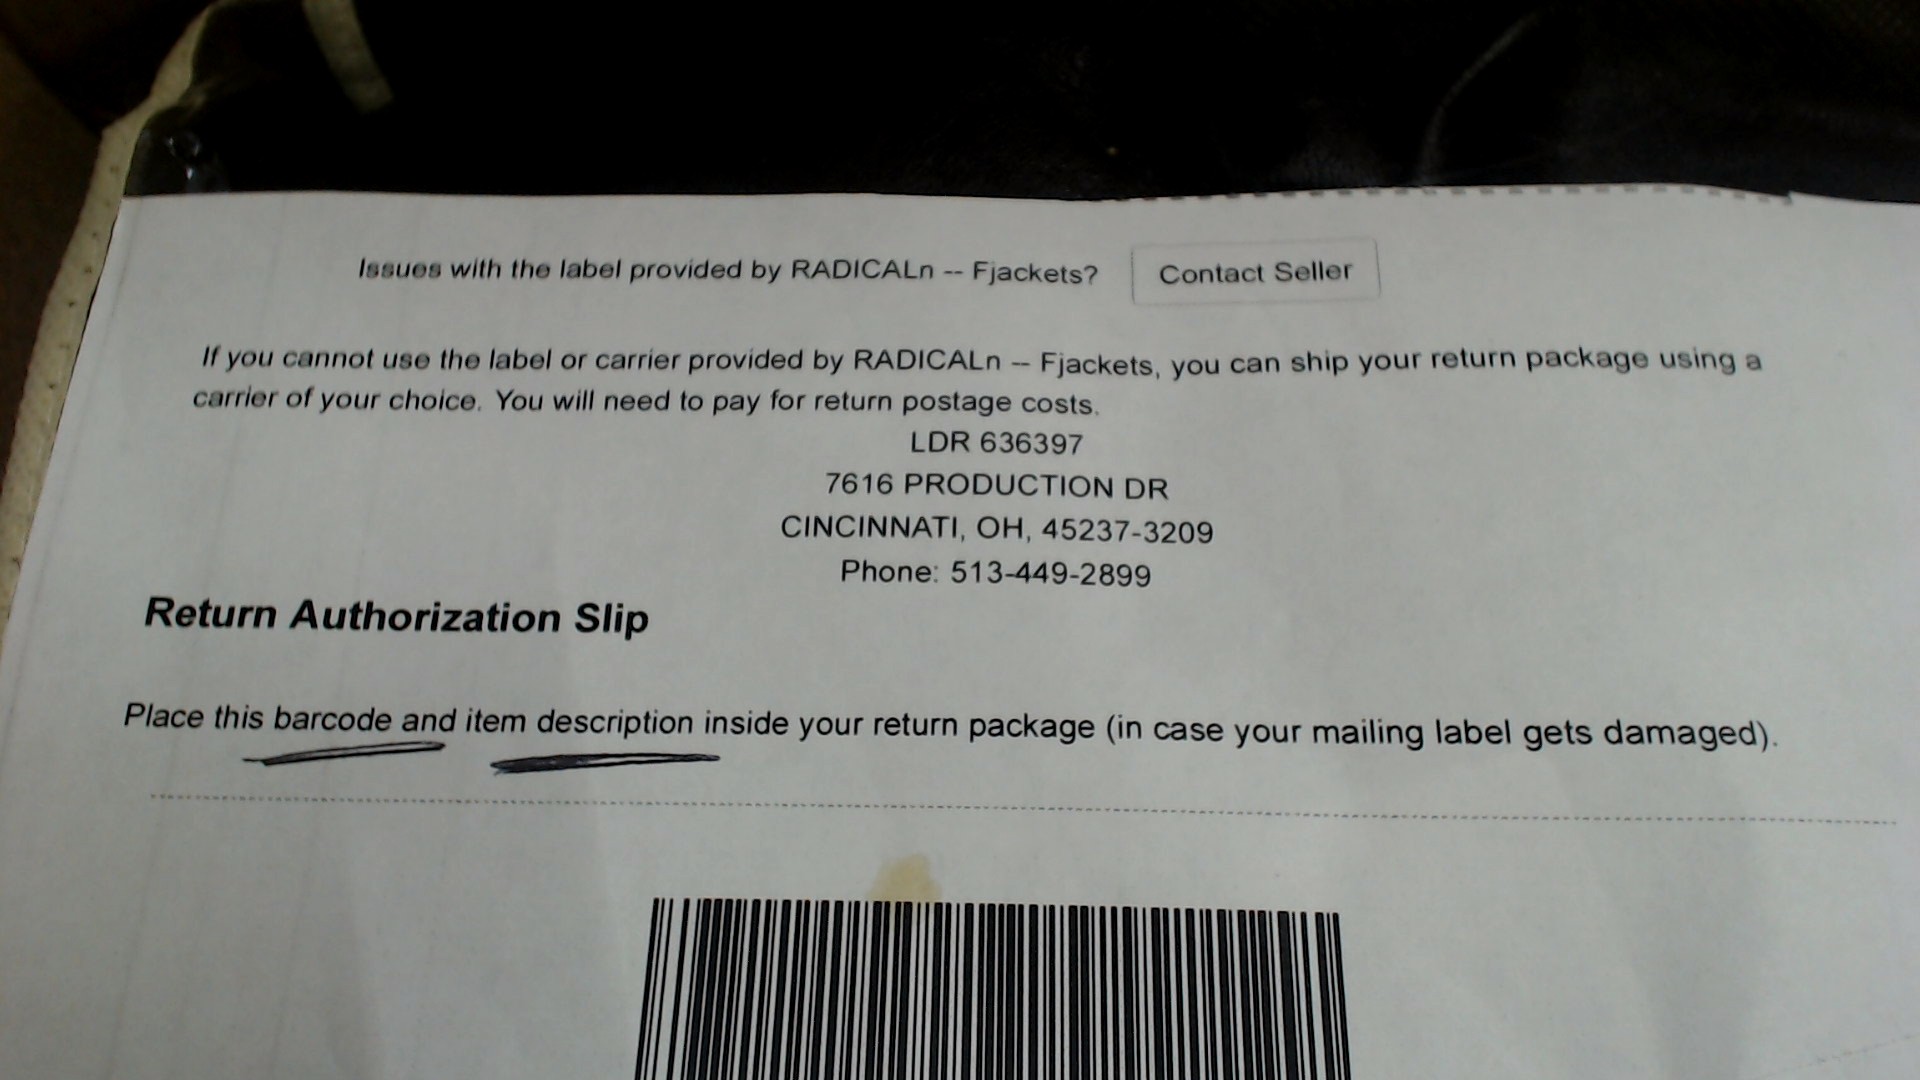 Issues with the label provided by RADICALn -- Fjackets? Contact Seller
If you cannot use the label or carrier provided by RADICALn -- Fjackets, you can ship your return package using a
carrier of your choice. You will need to pay for return postage costs.
LDR 636397
7616 PRODUCTION DR
CINCINNATI, OH, 45237-3209
Phone: 513-449-2899
Return Authorization Slip
Place this barcode and item description inside your return package (in case your mailing label gets damaged).